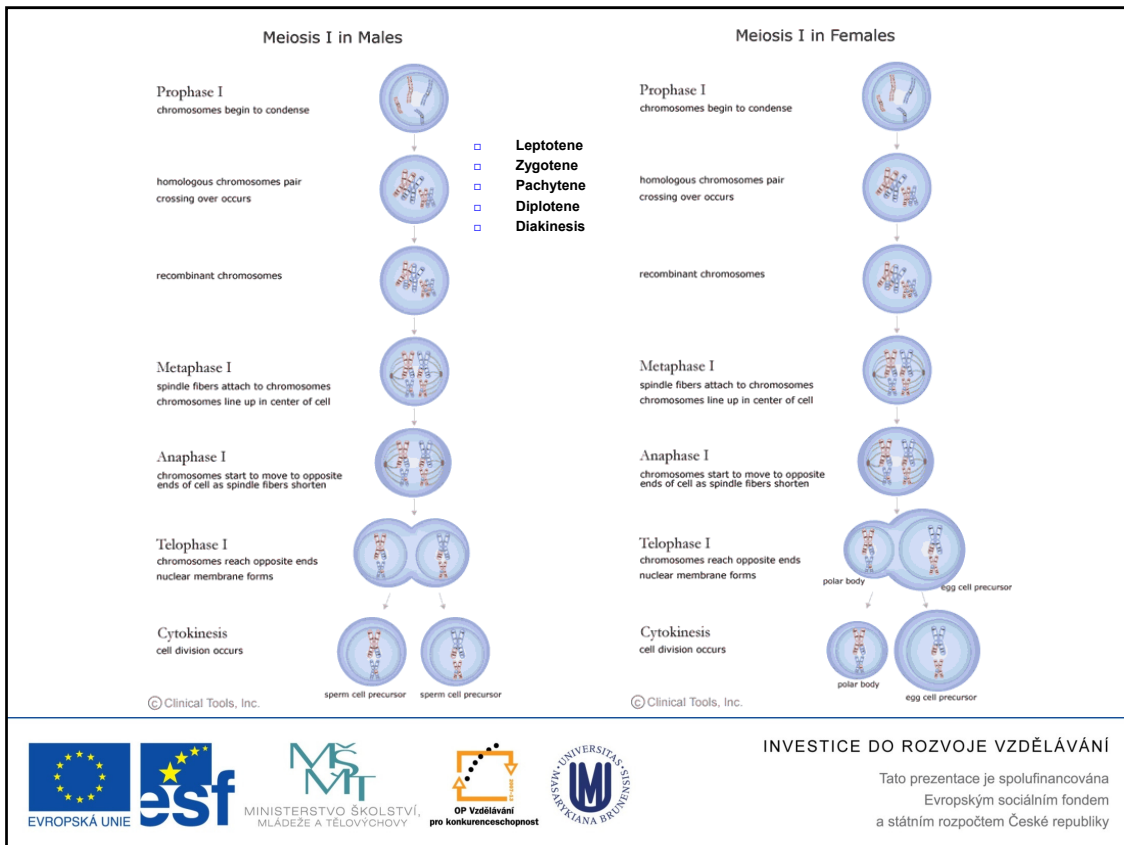 Meiosis I in Males
Prophase I
chromosomes begin to condense
homologous chromosomes pair
crossing over occurs
recombinant chromosomes
Metaphase I
spindle fibers attach to chromosomes
chromosomes line up in center of cell
Anaphase I
chromosomes start to move to opposite
ends of cell as spindle fibers shorten
Telophase I
chromosomes reach opposite ends
nuclear membrane forms
Cytokinesis
cell division occurs
sperm cell precursor
sperm cell precursor
© Clinical Tools, Inc.
Leptotene
Zygotene
Pachytene
Diplotene
Diakinesis
Meiosis I in Females
Prophase I
chromosomes begin to condense
homologous chromosomes pair
crossing over occurs
recombinant chromosomes
Metaphase I
spindle fibers attach to chromosomes
chromosomes line up in center of cell
Anaphase I
chromosomes start to move to opposite
ends of cell as spindle fibers shorten
Telophase I
chromosomes reach opposite ends
nuclear membrane forms
polar body
egg cell precursor
Cytokinesis
cell division occurs
polar body
egg cell precursor
© Clinical Tools, Inc.
EVROPSKÁ UNIE
esf
MŠMT
MINISTERSTVO ŠKOLSTVÍ,
MLÁDEŽE A TĚLOVÝCHOVY
2007-13
OP Vzdělávání
pro konkurenceschopnost
UNIVERSITAS
MASARYKIANA BRUNENSIS
INVESTICE DO ROZVOJE VZDĚLÁVÁNÍ
Tato prezentace je spolufinancována
Evropským sociálním fondem
a státním rozpočtem České republiky